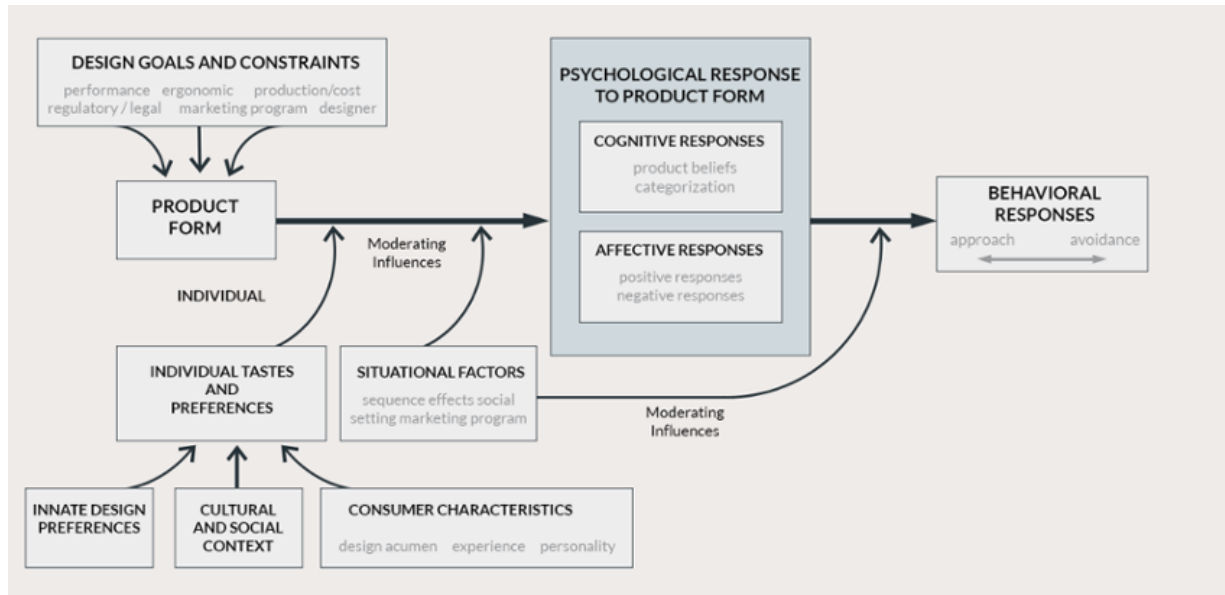 DESIGN GOALS AND CONSTRAINTS
performance ergonomic production/cost
regulatory / legal marketing program designer
PRODUCT
FORM
Moderating
Influences
INDIVIDUAL
PSYCHOLOGICAL RESPONSE
TO PRODUCT FORM
COGNITIVE RESPONSES
product beliefs
categorization
AFFECTIVE RESPONSES
positive responses
negative responses
BEHAVIORAL
RESPONSES
approach avoidance
INDIVIDUAL TASTES
AND
PREFERENCES
SITUATIONAL FACTORS
sequence effects social
setting marketing program
Moderating
Influences
INNATE DESIGN
PREFERENCES
CULTURAL
AND SOCIAL
CONTEXT
CONSUMER CHARACTERISTICS
design acumen experience personality